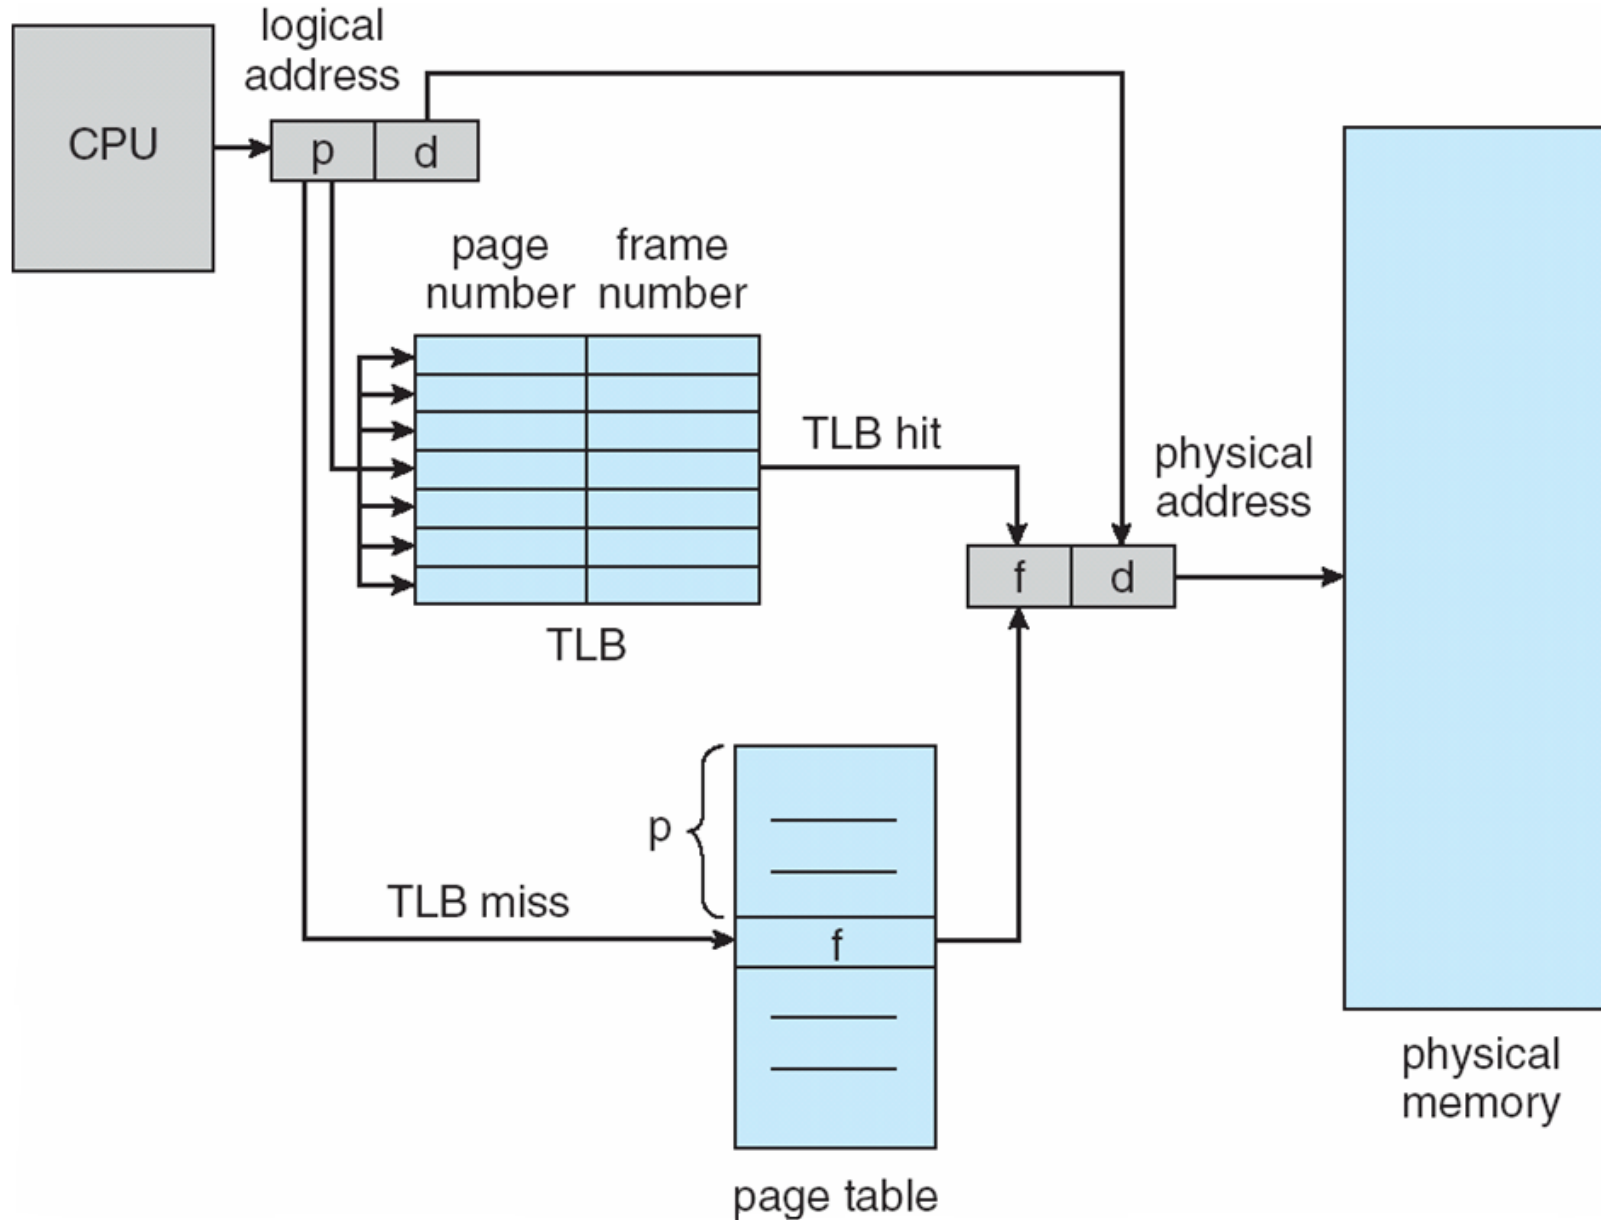 logical
address
CPU
p d
page frame
number number
TLB hit
physical
address
f d
TLB
p
TLB miss
f
physical
memory
page table